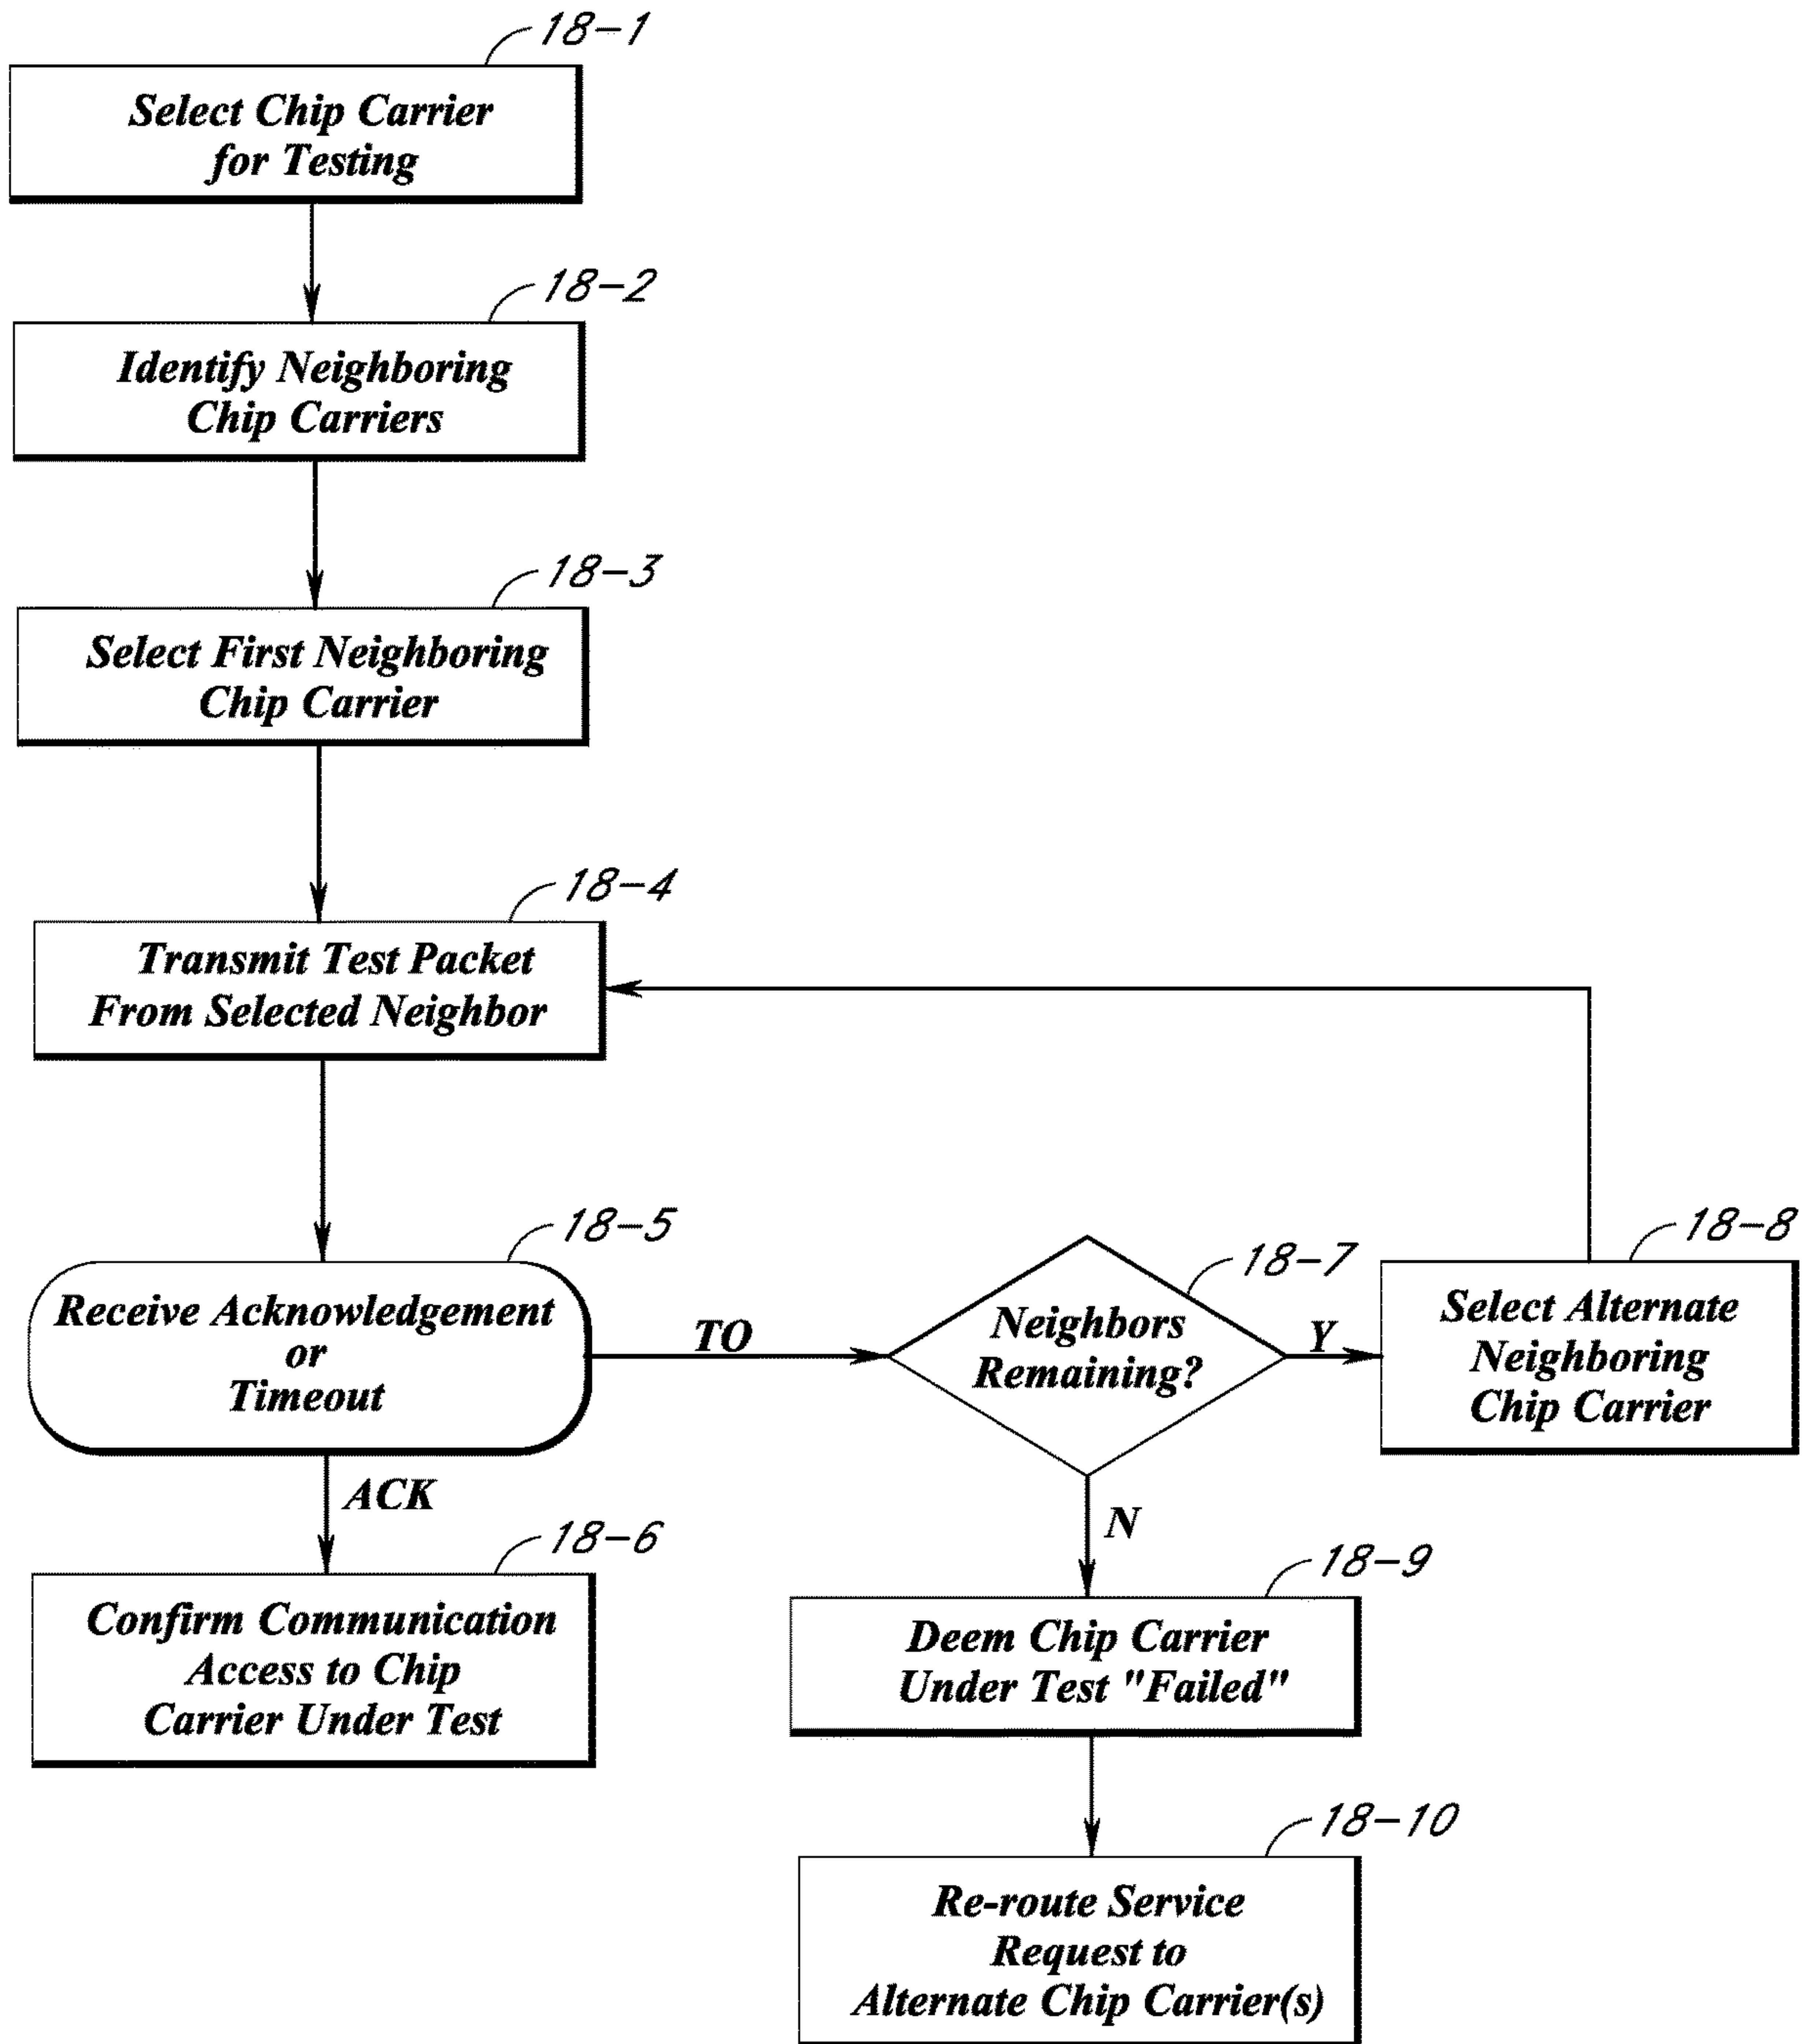 18-1
Select Chip Carrier
for Testing
18-2
Identify Neighboring
Chip Carriers
18-3
Select First Neighboring
Chip Carrier
18-4
Transmit Test Packet
From Selected Neighbor
18-5
Receive Acknowledgement
or
Timeout
TO
18-7
Neighbors
Remaining?
Y
18-8
Select Alternate
Neighboring
Chip Carrier
ACK
18-6
Confirm Communication
Access to Chip
Carrier Under Test
N
18-9
Deem Chip Carrier
Under Test "Failed"
18-10
Re-route Service
Request to
Alternate Chip Carrier(s)